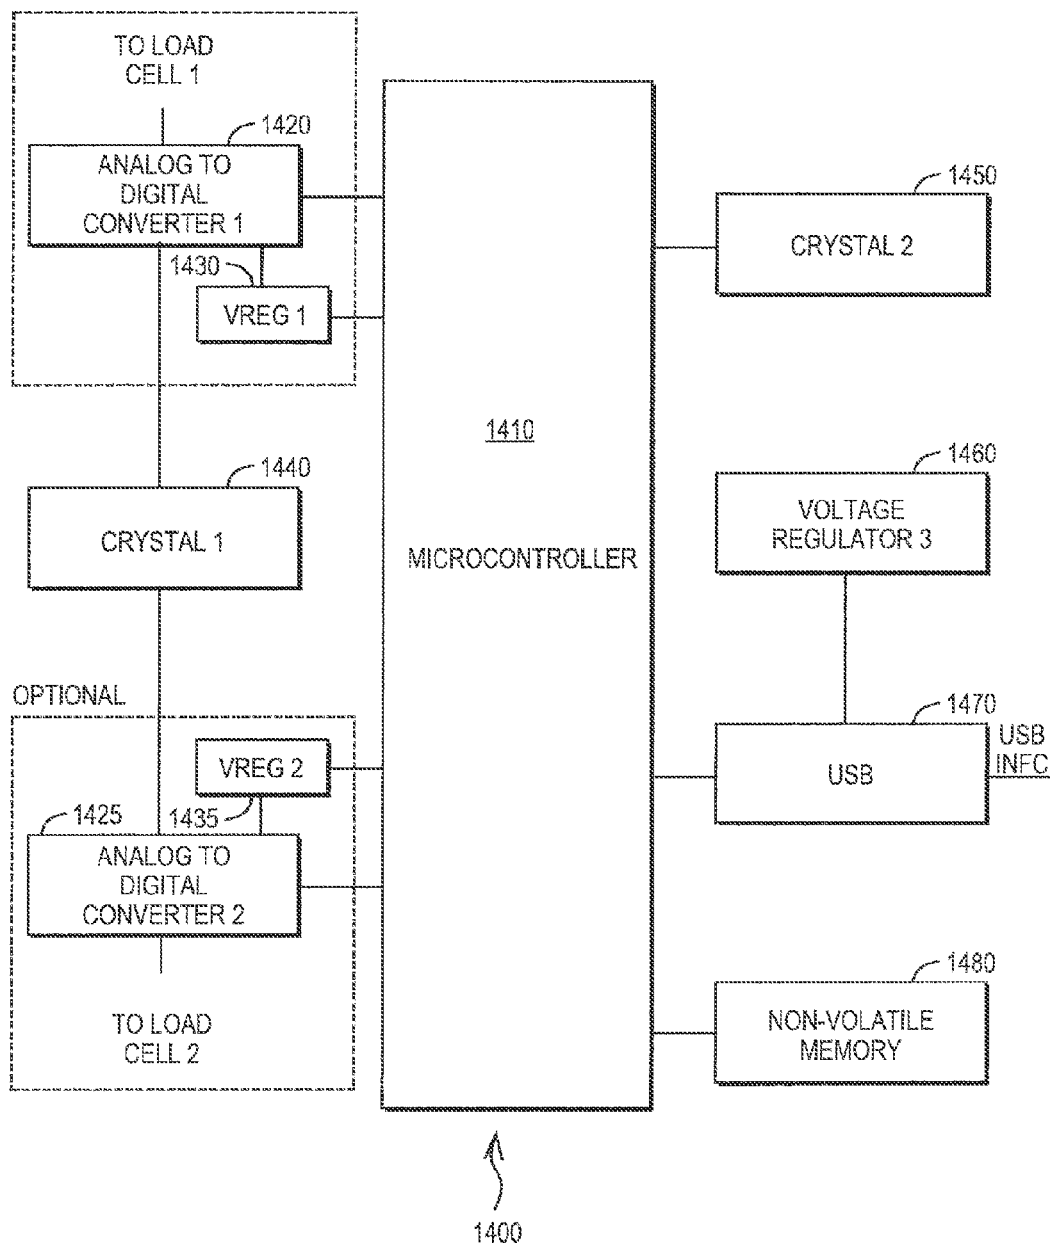 TO LOAD
CELL 1
1420
ANALOG TO
DIGITAL
CONVERTER 1
1430
VREG 1
1440
CRYSTAL 1
OPTIONAL
VREG 2
1425
1435
ANALOG TO
DIGITAL
CONVERTER 2
TO LOAD
CELL 2
1410
MICROCONTROLLER
1450
CRYSTAL 2
1460
VOLTAGE
REGULATOR 3
1470
USB
USB
INFC
1480
NON-VOLATILE
MEMORY
1400